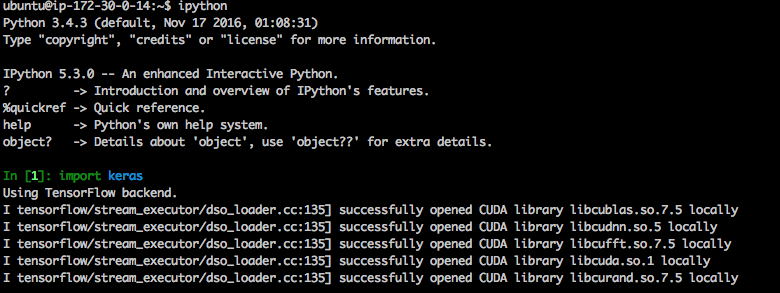 ubuntu@ip-172-30-0-14:~$ ipython
Python 3.4.3 (default, Nov 17 2016, 01:08:31)
Type "copyright", "credits" or "license" for more information.

IPython 5.3.0 -- An enhanced Interactive Python.
?         -> Introduction and overview of IPython's features.
%quickref -> Quick reference.
help      -> Python's own help system.
object?   -> Details about 'object', use 'object??' for extra details.

In [1]: import keras
Using TensorFlow backend.
I tensorflow/stream_executor/dso_loader.cc:135] successfully opened CUDA library libcublas.so.7.5 locally
I tensorflow/stream_executor/dso_loader.cc:135] successfully opened CUDA library libcudnn.so.5 locally
I tensorflow/stream_executor/dso_loader.cc:135] successfully opened CUDA library libcufft.so.7.5 locally
I tensorflow/stream_executor/dso_loader.cc:135] successfully opened CUDA library libcuda.so.1 locally
I tensorflow/stream_executor/dso_loader.cc:135] successfully opened CUDA library libcurand.so.7.5 locally